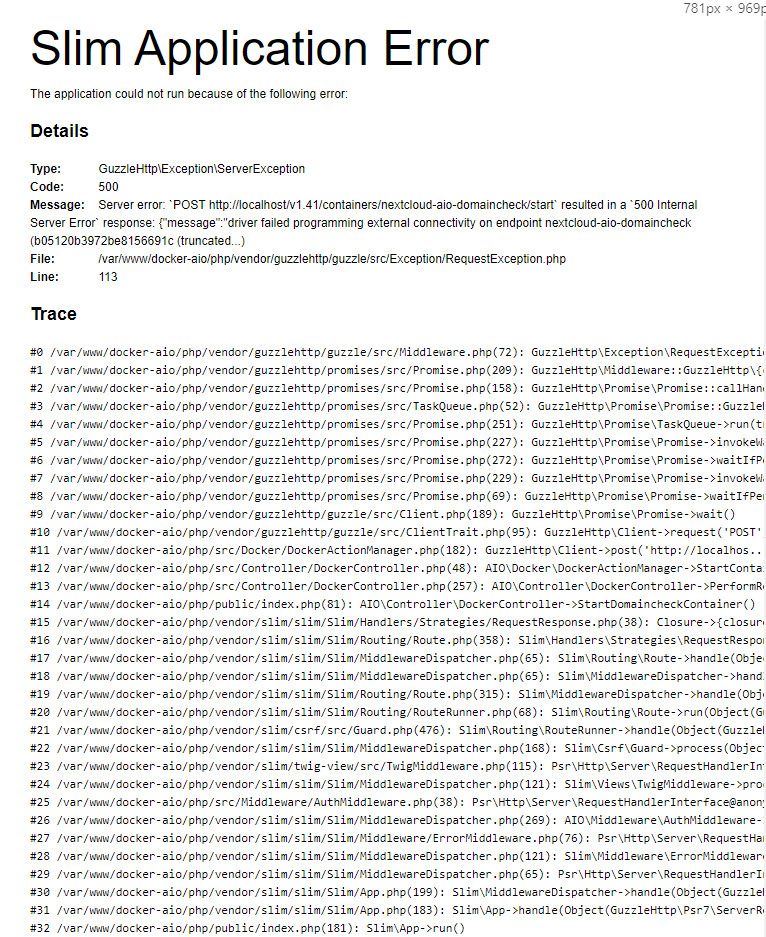 781px × 969p
Slim Application Error
The application could not run because of the following error:
Details
Type: GuzzleHttp\Exception\ServerException
Code: 500
Message: Server error: `POST http://localhost/v1.41/containers/nextcloud-aio-domaincheck/start` resulted in a `500 Internal
Server Error` response: {"message":"driver failed programming external connectivity on endpoint nextcloud-aio-domaincheck
(b05120b3972be8156691c (truncated...)
File: /var/www/docker-aio/php/vendor/guzzlehttp/guzzle/src/Exception/RequestException.php
Line: 113
Trace
#0 /var/www/docker-aio/php/vendor/guzzlehttp/guzzle/src/Middleware.php(72): GuzzleHttp\Exception\RequestExcepti
#1 /var/www/docker-aio/php/vendor/guzzlehttp/promises/src/Promise.php(209): GuzzleHttp\Middleware::GuzzleHttp\{
#2 /var/www/docker-aio/php/vendor/guzzlehttp/promises/src/Promise.php(158): GuzzleHttp\Promise\Promise::callHan
#3 /var/www/docker-aio/php/vendor/guzzlehttp/promises/src/TaskQueue.php(52): GuzzleHttp\Promise\Promise::Guzzle
#4 /var/www/docker-aio/php/vendor/guzzlehttp/promises/src/Promise.php(251): GuzzleHttp\Promise\TaskQueue->run(t
#5 /var/www/docker-aio/php/vendor/guzzlehttp/promises/src/Promise.php(227): GuzzleHttp\Promise\Promise->invokeW
#6 /var/www/docker-aio/php/vendor/guzzlehttp/promises/src/Promise.php(272): GuzzleHttp\Promise\Promise->waitIfP
#7 /var/www/docker-aio/php/vendor/guzzlehttp/promises/src/Promise.php(229): GuzzleHttp\Promise\Promise->invokeW
#8 /var/www/docker-aio/php/vendor/guzzlehttp/promises/src/Promise.php(69): GuzzleHttp\Promise\Promise->waitIfPe
#9 /var/www/docker-aio/php/vendor/guzzlehttp/guzzle/src/Client.php(189): GuzzleHttp\Promise\Promise->wait()
#10 /var/www/docker-aio/php/vendor/guzzlehttp/guzzle/src/ClientTrait.php(95): GuzzleHttp\Client->request('POST'
#11 /var/www/docker-aio/php/src/Docker/DockerActionManager.php(182): GuzzleHttp\Client->post('http://localhos..
#12 /var/www/docker-aio/php/src/Controller/DockerController.php(48): AIO\Docker\DockerActionManager->StartConta
#13 /var/www/docker-aio/php/src/Controller/DockerController.php(257): AIO\Controller\DockerController->PerformR
#14 /var/www/docker-aio/php/public/index.php(81): AIO\Controller\DockerController->StartDomaincheckContainer()
#15 /var/www/docker-aio/php/vendor/slim/slim/Slim/Handlers/Strategies/RequestResponse.php(38): Closure->{closur
#16 /var/www/docker-aio/php/vendor/slim/slim/Slim/Routing/Route.php(358): Slim\Handlers\Strategies\RequestRespo
#17 /var/www/docker-aio/php/vendor/slim/slim/Slim/MiddlewareDispatcher.php(65): Slim\Routing\Route->handle(Obje
#18 /var/www/docker-aio/php/vendor/slim/slim/Slim/MiddlewareDispatcher.php(65): Slim\MiddlewareDispatcher->hand
#19 /var/www/docker-aio/php/vendor/slim/slim/Slim/Routing/Route.php(315): Slim\MiddlewareDispatcher->handle(Obj
#20 /var/www/docker-aio/php/vendor/slim/slim/Slim/Routing/RouteRunner.php(68): Slim\Routing\Route->run(Object(G
#21 /var/www/docker-aio/php/vendor/slim/csrf/src/Guard.php(476): Slim\Routing\RouteRunner->handle(Object(Guzzle
#22 /var/www/docker-aio/php/vendor/slim/slim/Slim/MiddlewareDispatcher.php(168): Slim\Csrf\Guard->process(Objec
#23 /var/www/docker-aio/php/vendor/slim/twig-view/src/TwigMiddleware.php(115): Psr\Http\Server\RequestHandlerIn
#24 /var/www/docker-aio/php/vendor/slim/slim/Slim/MiddlewareDispatcher.php(121): Slim\Views\TwigMiddleware->pro
#25 /var/www/docker-aio/php/src/Middleware/AuthMiddleware.php(38): Psr\Http\Server\RequestHandlerInterface@anon
#26 /var/www/docker-aio/php/vendor/slim/slim/Slim/MiddlewareDispatcher.php(269): AIO\Middleware\AuthMiddleware-
#27 /var/www/docker-aio/php/vendor/slim/slim/Slim/Middleware/ErrorMiddleware.php(76): Psr\Http\Server\RequestHa
#28 /var/www/docker-aio/php/vendor/slim/slim/Slim/MiddlewareDispatcher.php(121): Slim\Middleware\ErrorMiddlewar
#29 /var/www/docker-aio/php/vendor/slim/slim/Slim/MiddlewareDispatcher.php(65): Psr\Http\Server\RequestHandlerI
#30 /var/www/docker-aio/php/vendor/slim/slim/Slim/App.php(199): Slim\MiddlewareDispatcher->handle(Object(Guzzle
#31 /var/www/docker-aio/php/vendor/slim/slim/Slim/App.php(183): Slim\App->handle(Object(GuzzleHttp\Psr7\ServerR
#32 /var/www/docker-aio/php/public/index.php(181): Slim\App->run()